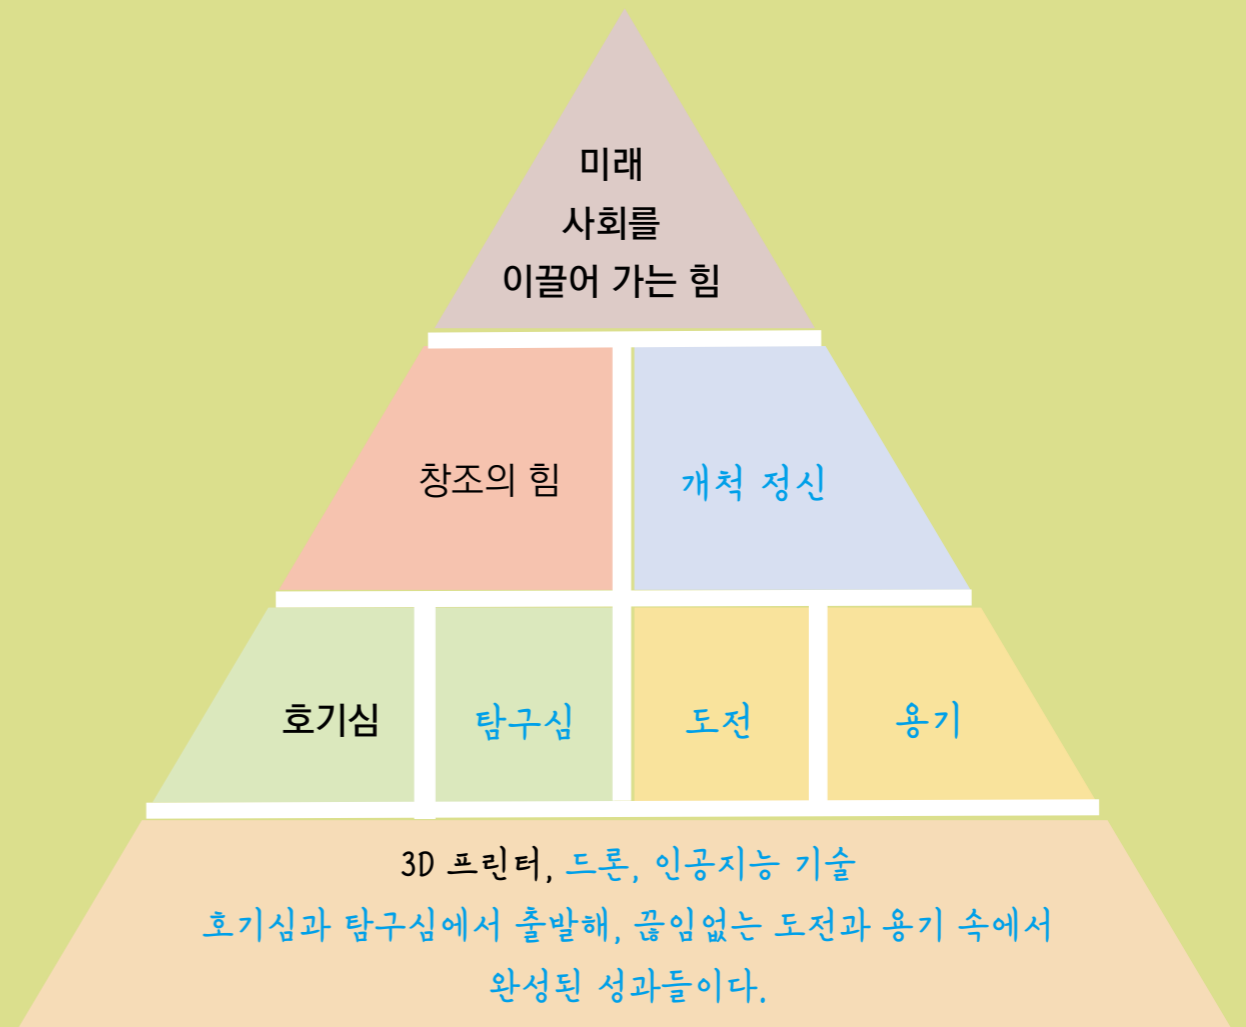 미래
사회를
이끌어 가는 힘
창조의 힘
개척 정신
호기심
탐구심
도전
용기
3D 프린터, 드론, 인공지능 기술
호기심과 탐구심에서 출발해, 끊임없는 도전과 용기 속에서
완성된 성과들이다.